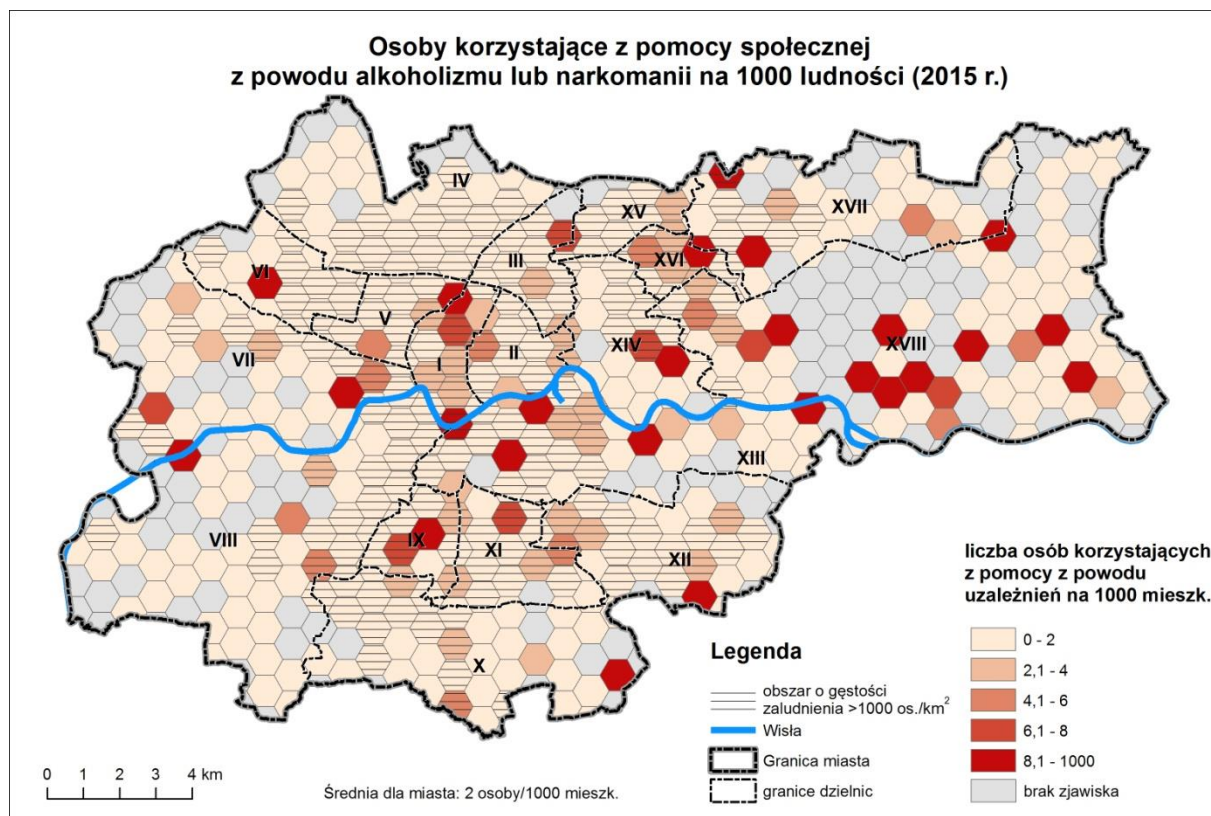 Osoby korzystające z pomocy społecznej
z powodu alkoholizmu lub narkomanii na 1000 ludności (2015 r.)
IV
XV
XVII
III
XVI
VI
V
XVIII
VII
I
II
XIV
XIII
VIII
IX
XI
XII
X
liczba osób korzystających
z pomocy z powodu
uzależnień na 1000 mieszk.
0 - 2
2,1 - 4
4,1 - 6
6,1 - 8
8,1 - 1000
brak zjawiska
Legenda
obszar o gęstości
zaludnienia >1000 os./km²
Wisła
Granica miasta
granice dzielnic
0 1 2 3 4 km
Średnia dla miasta: 2 osoby/1000 mieszk.